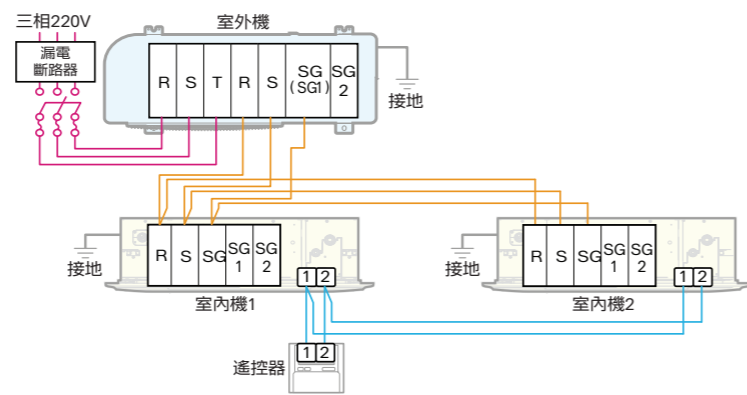 三相220V
室外機
漏電
斷路器
R S T R S SG SG
(SG1) 2
接地
接地
R S SG SG SG
1 2
1 2
室內機1
接地
R S SG SG SG
1 2
1 2
室內機2
遙控器
1 2